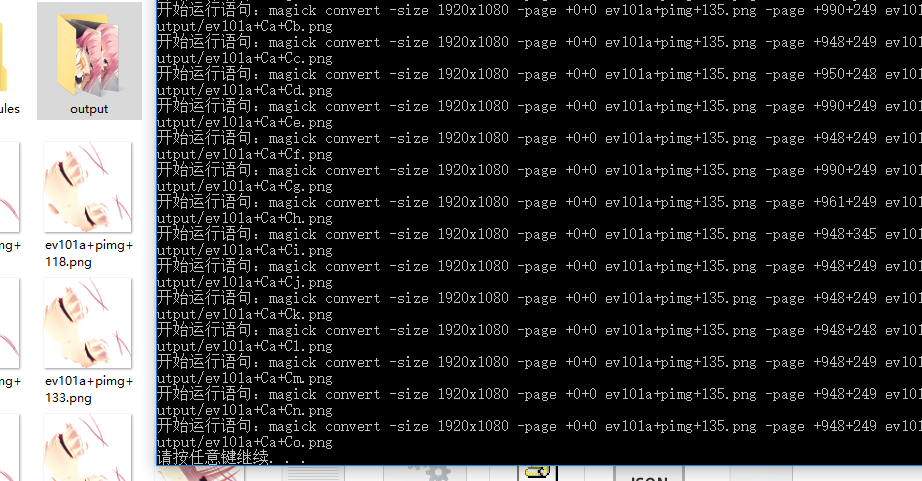 ules
output
mg+
ev101a+pimg+
118.png
mg+
ev101a+pimg+
133.png
开始运行语句：magick convert -size 1920x1080 -page +0+0 ev101a+pimg+135.png -page +990+249 ev101
utput/ev101a+Ca+Cb.png
开始运行语句：magick convert -size 1920x1080 -page +0+0 ev101a+pimg+135.png -page +948+249 ev101
utput/ev101a+Ca+Cc.png
开始运行语句：magick convert -size 1920x1080 -page +0+0 ev101a+pimg+135.png -page +950+248 ev101
utput/ev101a+Ca+Cd.png
开始运行语句：magick convert -size 1920x1080 -page +0+0 ev101a+pimg+135.png -page +990+249 ev101
utput/ev101a+Ca+Ce.png
开始运行语句：magick convert -size 1920x1080 -page +0+0 ev101a+pimg+135.png -page +948+249 ev101
utput/ev101a+Ca+Cf.png
开始运行语句：magick convert -size 1920x1080 -page +0+0 ev101a+pimg+135.png -page +990+249 ev101
utput/ev101a+Ca+Cg.png
开始运行语句：magick convert -size 1920x1080 -page +0+0 ev101a+pimg+135.png -page +961+249 ev101
utput/ev101a+Ca+Ch.png
开始运行语句：magick convert -size 1920x1080 -page +0+0 ev101a+pimg+135.png -page +948+345 ev101
utput/ev101a+Ca+Ci.png
开始运行语句：magick convert -size 1920x1080 -page +0+0 ev101a+pimg+135.png -page +948+249 ev101
utput/ev101a+Ca+Cj.png
开始运行语句：magick convert -size 1920x1080 -page +0+0 ev101a+pimg+135.png -page +948+249 ev101
utput/ev101a+Ca+Ck.png
开始运行语句：magick convert -size 1920x1080 -page +0+0 ev101a+pimg+135.png -page +948+248 ev101
utput/ev101a+Ca+Cl.png
开始运行语句：magick convert -size 1920x1080 -page +0+0 ev101a+pimg+135.png -page +948+249 ev101
utput/ev101a+Ca+Cm.png
开始运行语句：magick convert -size 1920x1080 -page +0+0 ev101a+pimg+135.png -page +948+249 ev101
utput/ev101a+Ca+Cn.png
开始运行语句：magick convert -size 1920x1080 -page +0+0 ev101a+pimg+135.png -page +948+249 ev101
utput/ev101a+Ca+Co.png
请按任意键继续. . .
JSON